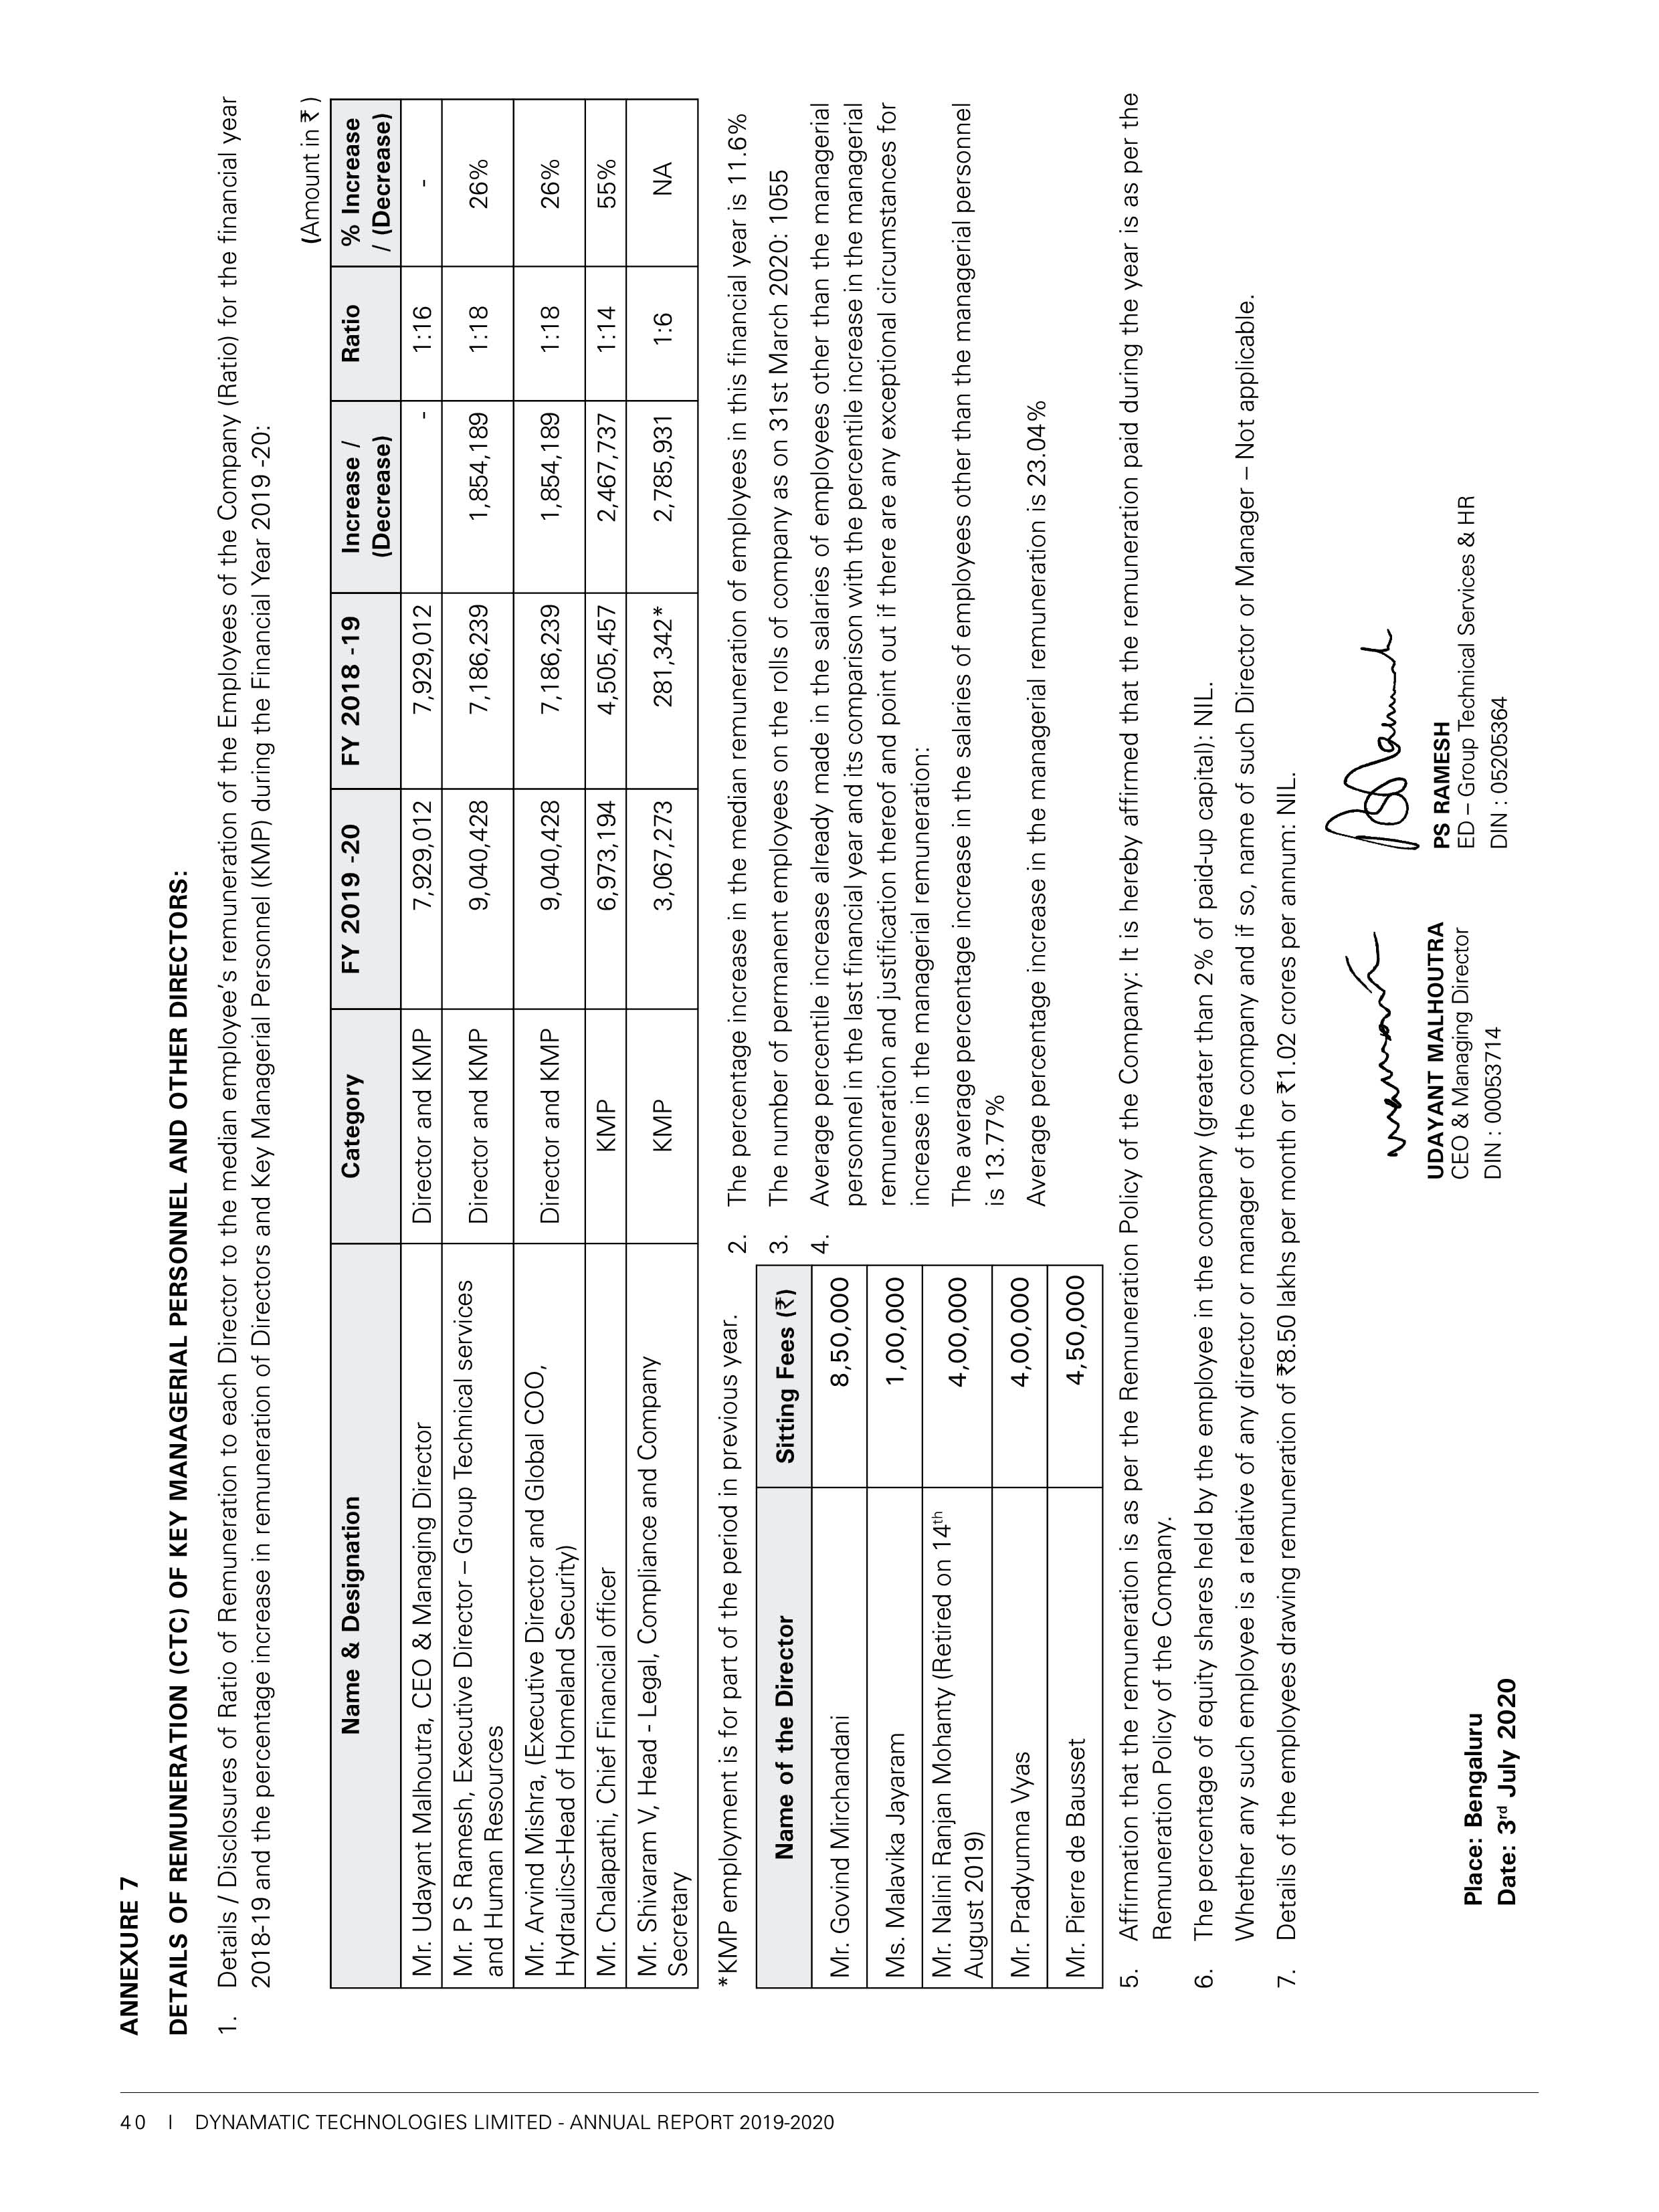 ANNEXURE 7
DETAILS OF REMUNERATION (CTC) OF KEY MANAGERIAL PERSONNEL AND OTHER DIRECTORS:
1. Details / Disclosures of Ratio of Remuneration to each Director to the median employee's remuneration of the Employees of the Company (Ratio) for the financial year
2018-19 and the percentage increase in remuneration of Directors and Key Managerial Personnel (KMP) during the Financial Year 2019 -20:
(Amount in ₹ )
Name & Designation Category FY 2019 -20 FY 2018 -19 Increase / (Decrease) Ratio % Increase / (Decrease)
Mr. Udayant Malhoutra, CEO & Managing Director Director and KMP 7,929,012 7,929,012 - 1:16 -
Mr. P S Ramesh, Executive Director – Group Technical services
and Human Resources Director and KMP 9,040,428 7,186,239 1,854,189 1:18 26%
Mr. Arvind Mishra, (Executive Director and Global COO,
Hydraulics-Head of Homeland Security) Director and KMP 9,040,428 7,186,239 1,854,189 1:18 26%
Mr. Chalapathi, Chief Financial officer KMP 6,973,194 4,505,457 2,467,737 1:14 55%
Mr. Shivaram V, Head - Legal, Compliance and Company
Secretary KMP 3,067,273 281,342* 2,785,931 1:6 NA
*KMP employment is for part of the period in previous year.
Name of the Director Sitting Fees (₹)
Mr. Govind Mirchandani 8,50,000
Ms. Malavika Jayaram 1,00,000
Mr. Nalini Ranjan Mohanty (Retired on 14th
August 2019) 4,00,000
Mr. Pradyumna Vyas 4,00,000
Mr. Pierre de Bausset 4,50,000
2. The percentage increase in the median remuneration of employees in this financial year is 11.6%
3. The number of permanent employees on the rolls of company as on 31st March 2020: 1055
4. Average percentile increase already made in the salaries of employees other than the managerial
personnel in the last financial year and its comparison with the percentile increase in the managerial
remuneration and justification thereof and point out if there are any exceptional circumstances for
increase in the managerial remuneration:
The average percentage increase in the salaries of employees other than the managerial personnel
is 13.77%
Average percentage increase in the managerial remuneration is 23.04%
5. Affirmation that the remuneration is as per the Remuneration Policy of the Company: It is hereby affirmed that the remuneration paid during the year is as per the
Remuneration Policy of the Company.
6. The percentage of equity shares held by the employee in the company (greater than 2% of paid-up capital): NIL.
Whether any such employee is a relative of any director or manager of the company and if so, name of such Director or Manager – Not applicable.
7. Details of the employees drawing remuneration of ₹8.50 lakhs per month or ₹1.02 crores per annum: NIL.
UDAYANT MALHOUTRA
CEO & Managing Director
DIN : 00053714
PS RAMESH
ED – Group Technical Services & HR
DIN : 05205364
Place: Bengaluru
Date: 3rd July 2020
40 I DYNAMATIC TECHNOLOGIES LIMITED - ANNUAL REPORT 2019-2020